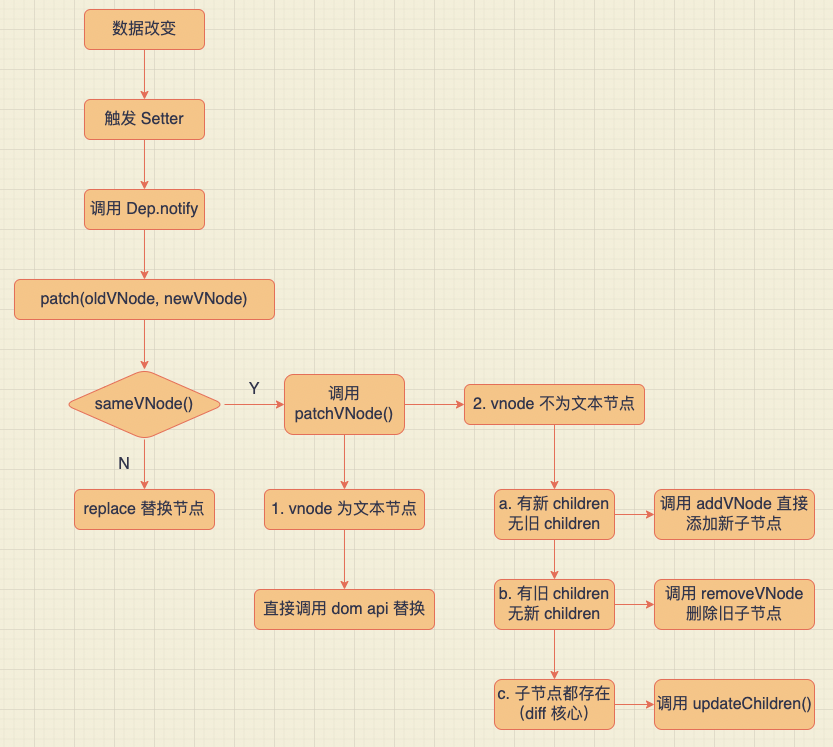 数据改变
触发 Setter
调用 Dep.notify
patch(oldVNode, newVNode)
sameVNode()
Y
N
replace 替换节点
调用
patchVNode()
1. vnode 为文本节点
直接调用 dom api 替换
2. vnode 不为文本节点
a. 有新 children
无旧 children
调用 addVNode 直接
添加新子节点
b. 有旧 children
无新 children
调用 removeVNode
删除旧子节点
c. 子节点都存在
（diff 核心）
调用 updateChildren()